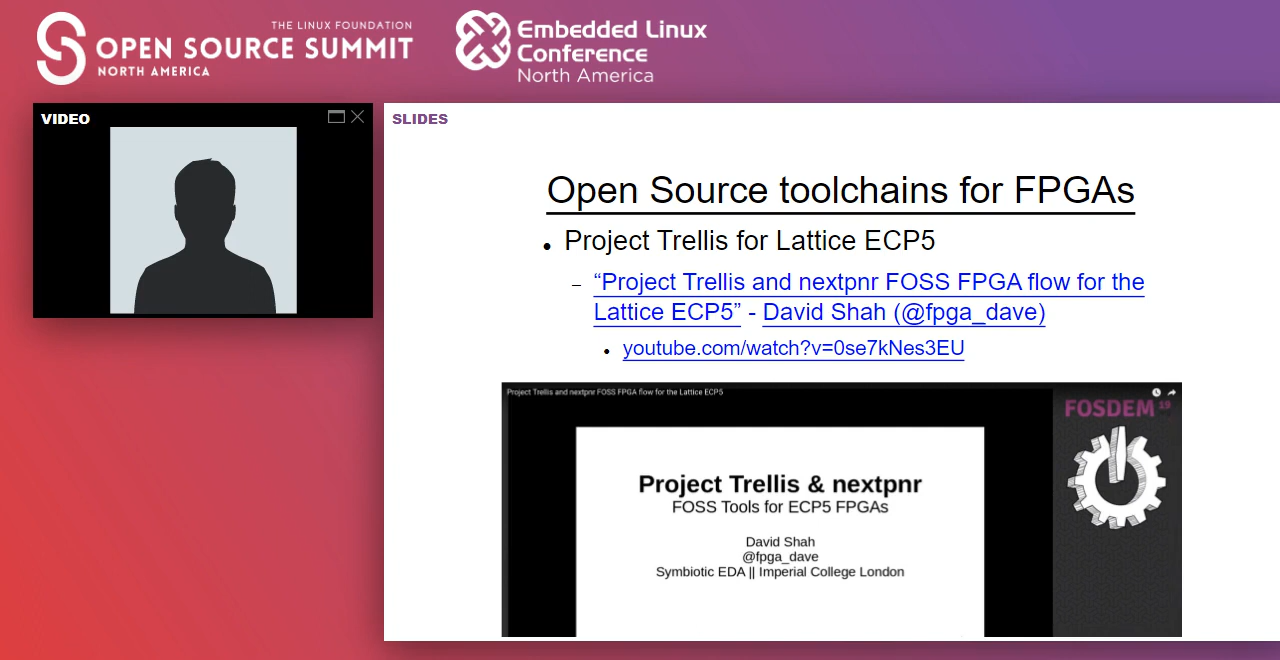 THE LINUX FOUNDATION
OPEN SOURCE SUMMIT
NORTH AMERICA
Embedded Linux
Conference
North America
VIDEO
SLIDES
Open Source toolchains for FPGAs
• Project Trellis for Lattice ECP5
– “Project Trellis and nextpnr FOSS FPGA flow for the
Lattice ECP5” - David Shah (@fpga_dave)
• youtube.com/watch?v=0se7kNes3EU
Project Trellis and nextpnr FOSS FPGA flow for the Lattice ECP5
FOSDEM 19
Project Trellis & nextpnr
FOSS Tools for ECP5 FPGAs
David Shah
@fpga_dave
Symbiotic EDA || Imperial College London